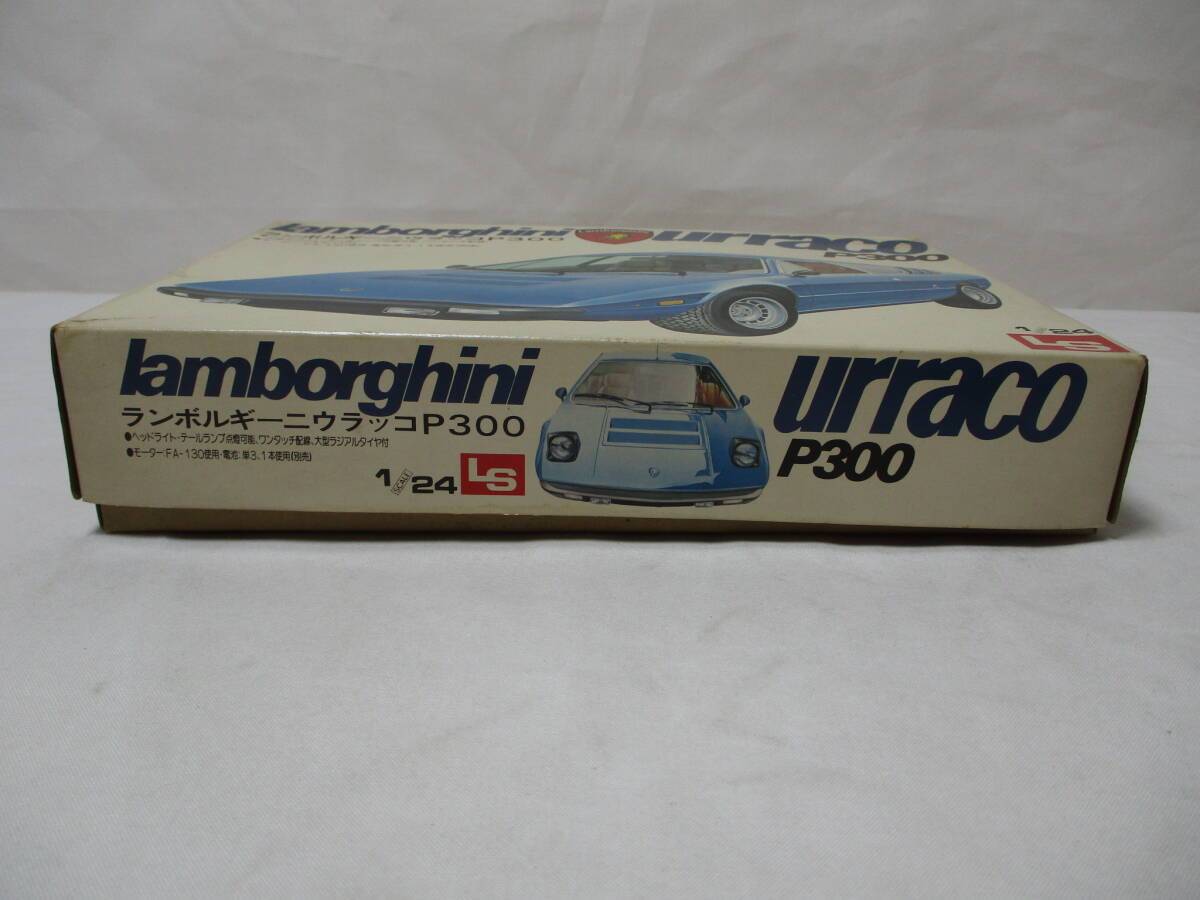 lamborghini urraco
P300
1/24 LS
lamborghini urraco
ランボルギーニウラッコP300
●ヘッドライト・テールランプ点燈可能、ワンタッチ配線、大型ラジアルタイヤ付
●モーター:FA-130使用・電池:単3、1本使用(別売)
1/24 SCALE LS
P300